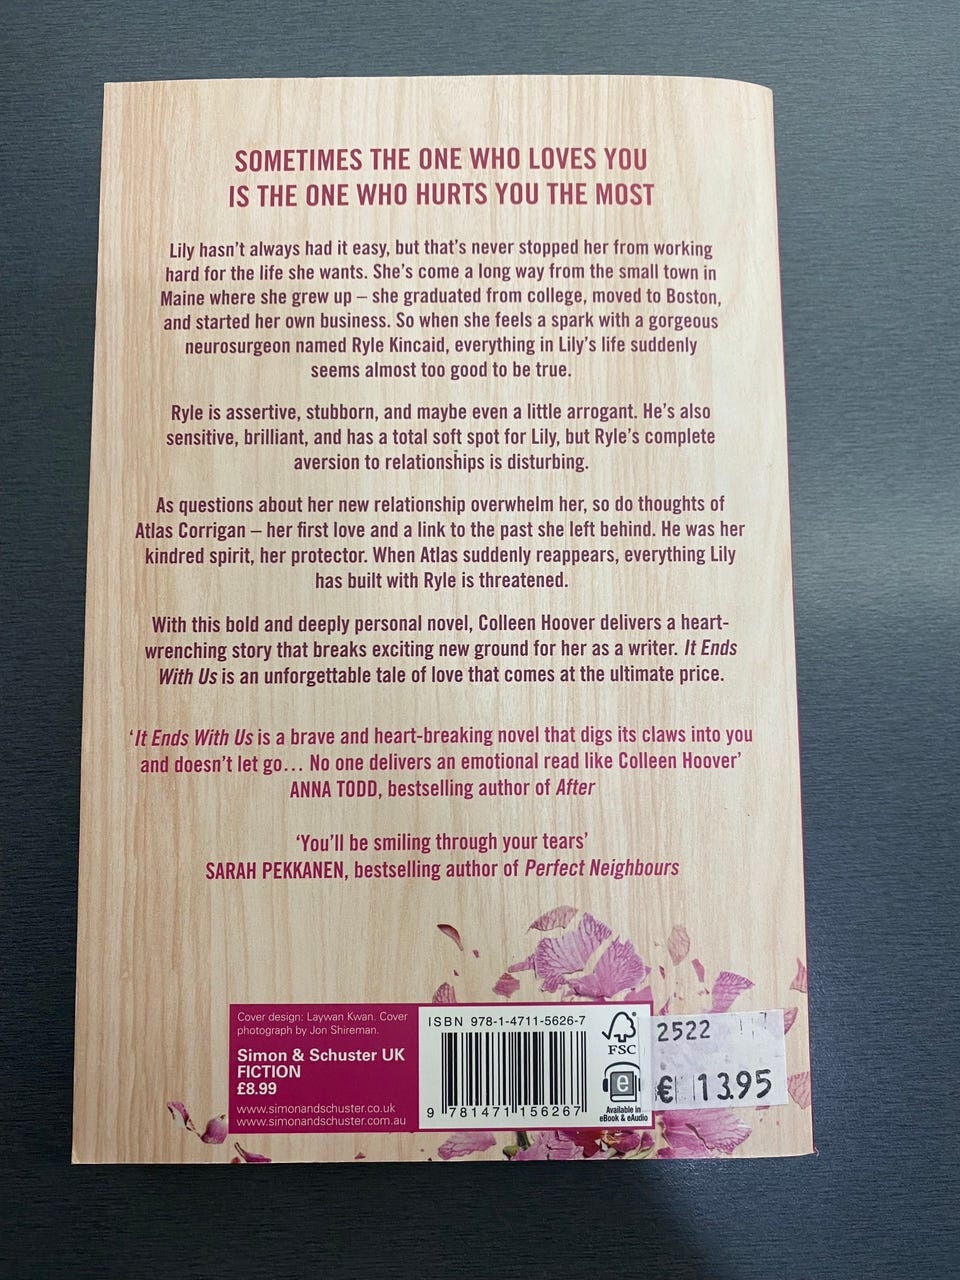 SOMETIMES THE ONE WHO LOVES YOU
IS THE ONE WHO HURTS YOU THE MOST
Lily hasn't always had it easy, but that's never stopped her from working
hard for the life she wants. She's come a long way from the small town in
Maine where she grew up – she graduated from college, moved to Boston,
and started her own business. So when she feels a spark with a gorgeous
neurosurgeon named Ryle Kincaid, everything in Lily's life suddenly
seems almost too good to be true.
Ryle is assertive, stubborn, and maybe even a little arrogant. He's also
sensitive, brilliant, and has a total soft spot for Lily, but Ryle's complete
aversion to relationships is disturbing.
As questions about her new relationship overwhelm her, so do thoughts of
Atlas Corrigan – her first love and a link to the past she left behind. He was her
kindred spirit, her protector. When Atlas suddenly reappears, everything Lily
has built with Ryle is threatened.
With this bold and deeply personal novel, Colleen Hoover delivers a heart-
wrenching story that breaks exciting new ground for her as a writer. It Ends
With Us is an unforgettable tale of love that comes at the ultimate price.
'It Ends With Us is a brave and heart-breaking novel that digs its claws into you
and doesn't let go… No one delivers an emotional read like Colleen Hoover'
ANNA TODD, bestselling author of After
'You'll be smiling through your tears'
SARAH PEKKANEN, bestselling author of Perfect Neighbours
Cover design: Laywan Kwan. Cover
photograph by Jon Shireman.
Simon & Schuster UK
FICTION
£8.99
www.simonandschuster.co.uk
www.simonandschuster.com.au
ISBN 978-1-4711-5626-7
9 781471 156267
FSC
e
Available in
eBook & eAudio
2522
€ 13.95